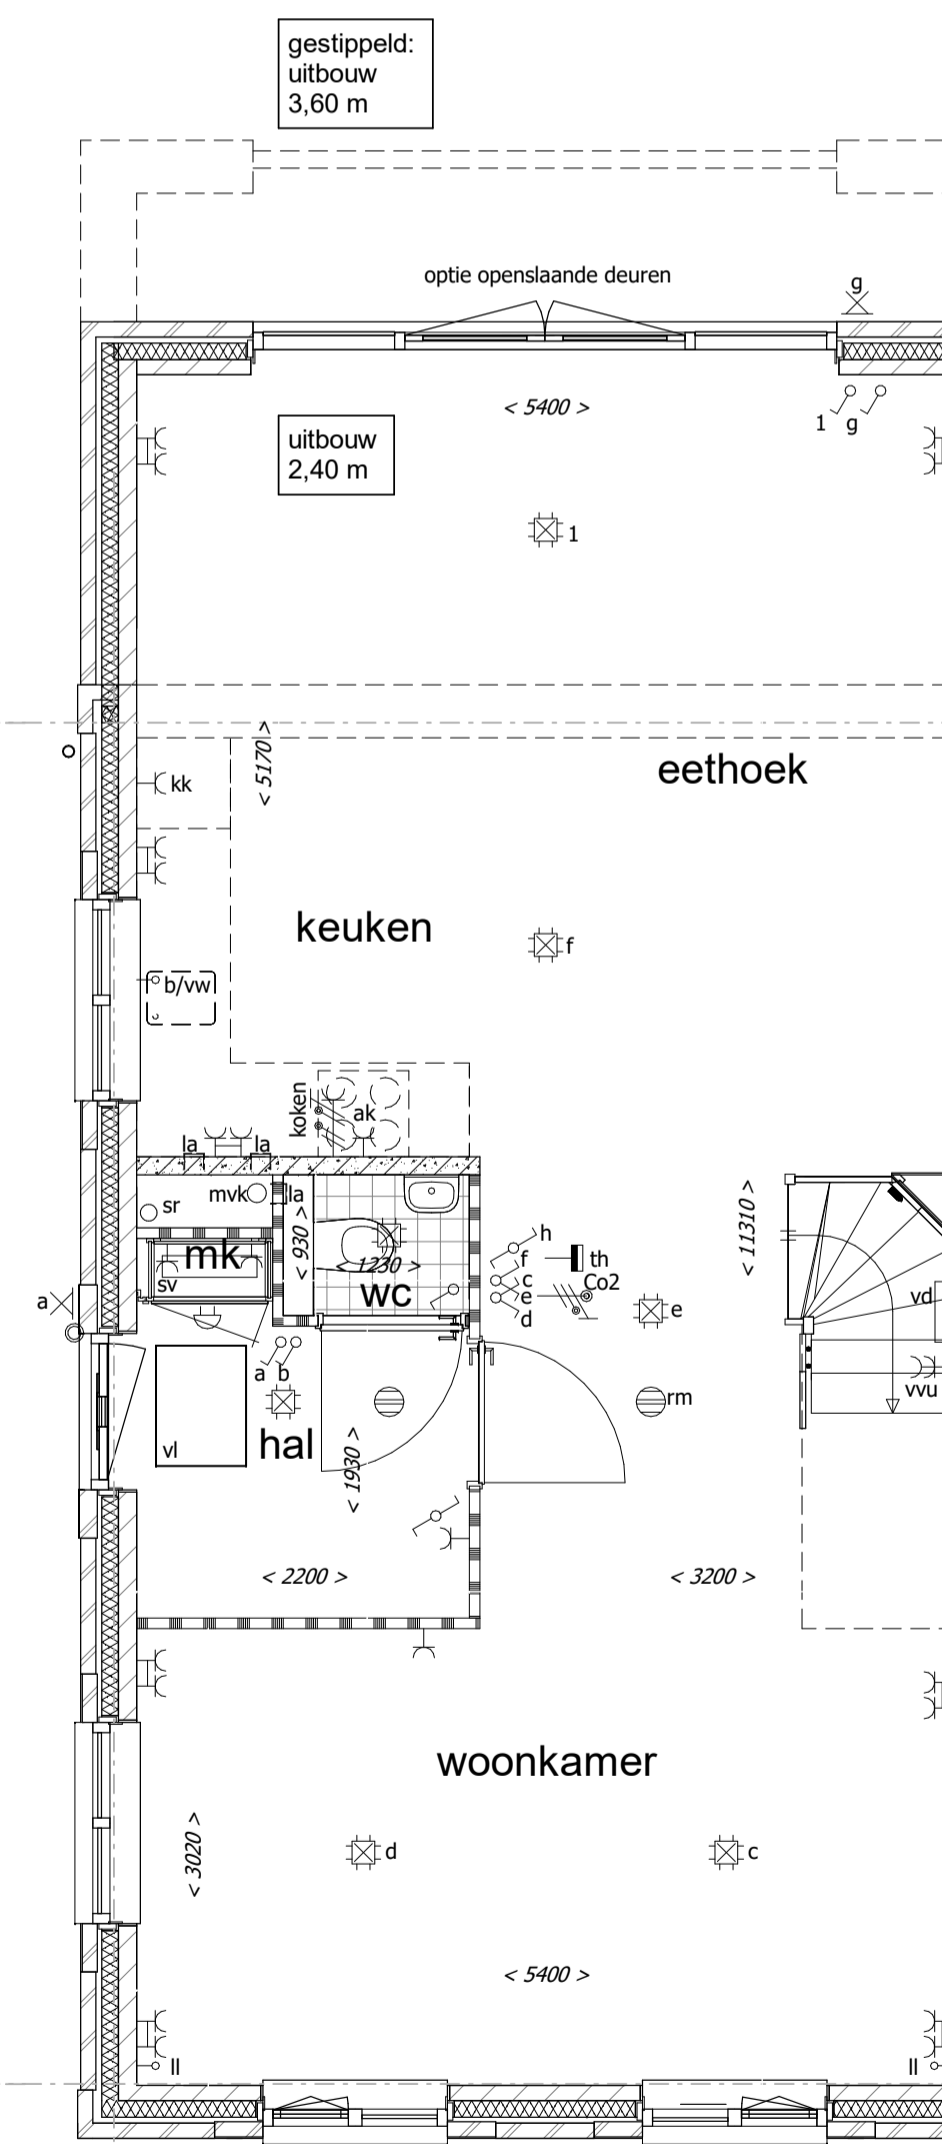 gestippeld:
uitbouw
3,60 m
optie openslaande deuren
g
< 5400 >
1 g
uitbouw
2,40 m
1
< 5170 >
eethoek
kk
keuken
f
b/vw
koken
ak
la
la
sr
mvk
la
< 930 >
< 11310 >
h
mk
f
th
1230 >
c
Co2
sv
wc
e
vd
a
d
e
a b
vvu
rm
hal
vl
< 1930 >
< 2200 >
< 3200 >
woonkamer
< 3020 >
d
c
< 5400 >
ll
ll